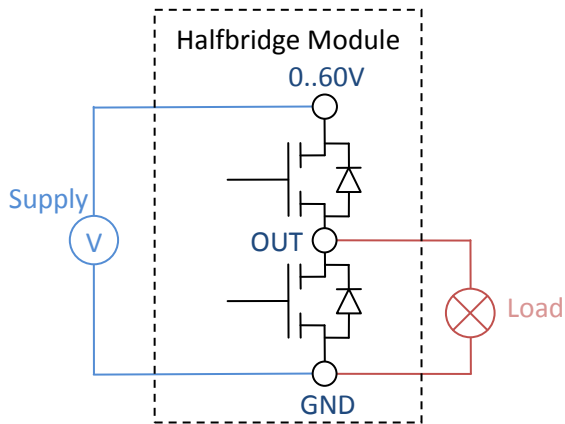 Halfbridge Module
0..60V
Supply
V
OUT
Load
GND